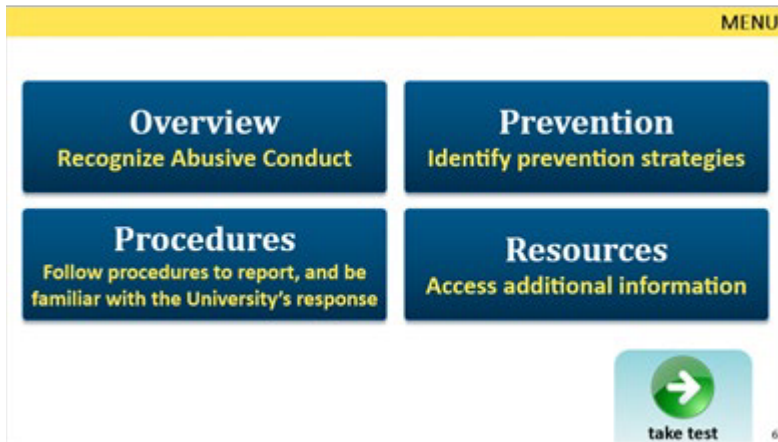 MENU
Overview
Recognize Abusive Conduct
Prevention
Identify prevention strategies
Procedures
Follow procedures to report, and be
familiar with the University's response
Resources
Access additional information
take test
6